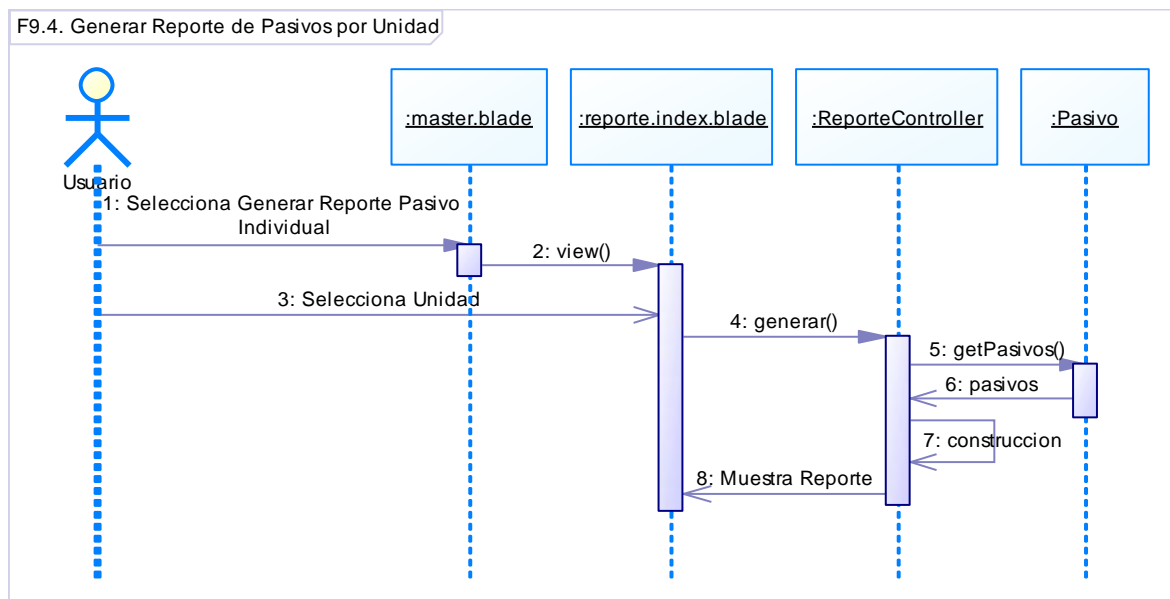 F9.4. Generar Reporte de Pasivos por Unidad
Usuario
:master.blade
:reporte.index.blade
:ReporteController
:Pasivo
1: Selecciona Generar Reporte Pasivo
Individual
2: view()
3: Selecciona Unidad
4: generar()
5: getPasivos()
6: pasivos
7: construccion
8: Muestra Reporte